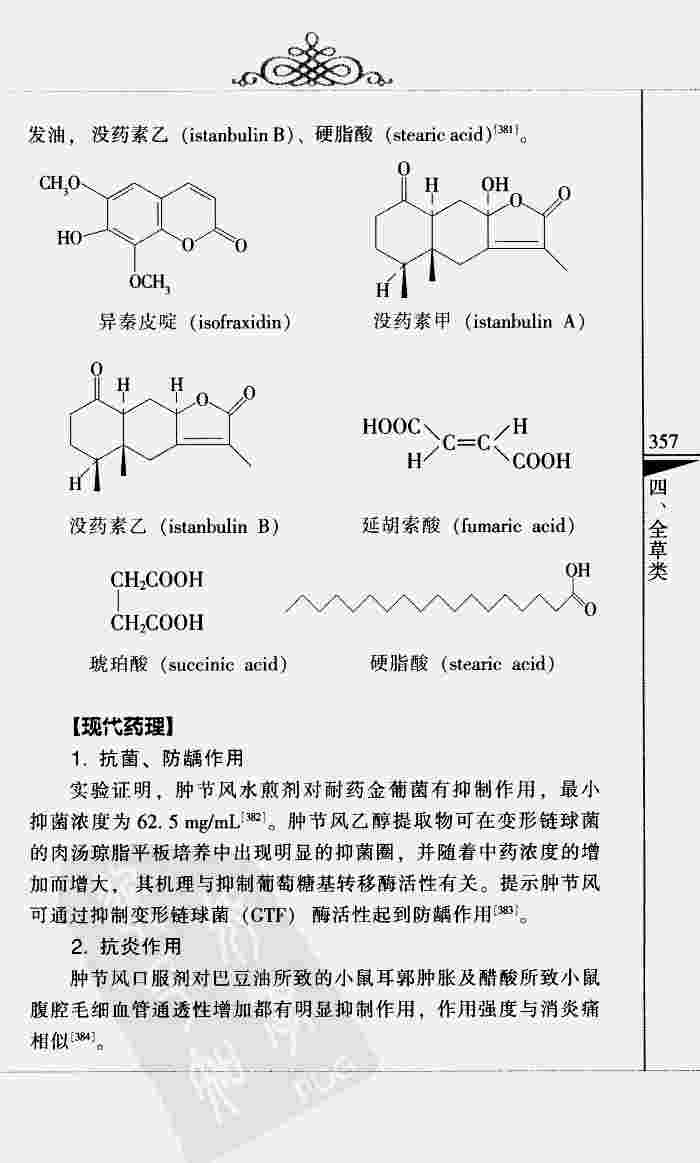 发油，没药素乙 (istanbulin B)、硬脂酸 (stearic acid)[381]。
CH3O
HO
OCH3
O
O
异秦皮啶 (isofraxidin)
O
H
OH
O
O
H
没药素甲 (istanbulin A)
O
H
H
O
O
H
没药素乙 (istanbulin B)
HOOC
H
C=C
H
COOH
延胡索酸 (fumaric acid)
CH2COOH
CH2COOH
琥珀酸 (succinic acid)
OH
O
硬脂酸 (stearic acid)
【现代药理】
1. 抗菌、防龋作用
实验证明，肿节风水煎剂对耐药金葡菌有抑制作用，最小
抑菌浓度为 62. 5 mg/mL[382]。肿节风乙醇提取物可在变形链球菌
的肉汤琼脂平板培养中出现明显的抑菌圈，并随着中药浓度的增
加而增大，其机理与抑制葡萄糖基转移酶活性有关。提示肿节风
可通过抑制变形链球菌 (GTF) 酶活性起到防龋作用[383]。
2. 抗炎作用
肿节风口服剂对巴豆油所致的小鼠耳郭肿胀及醋酸所致小鼠
腹腔毛细血管通透性增加都有明显抑制作用，作用强度与消炎痛
相似[384]。
357
四、全草类